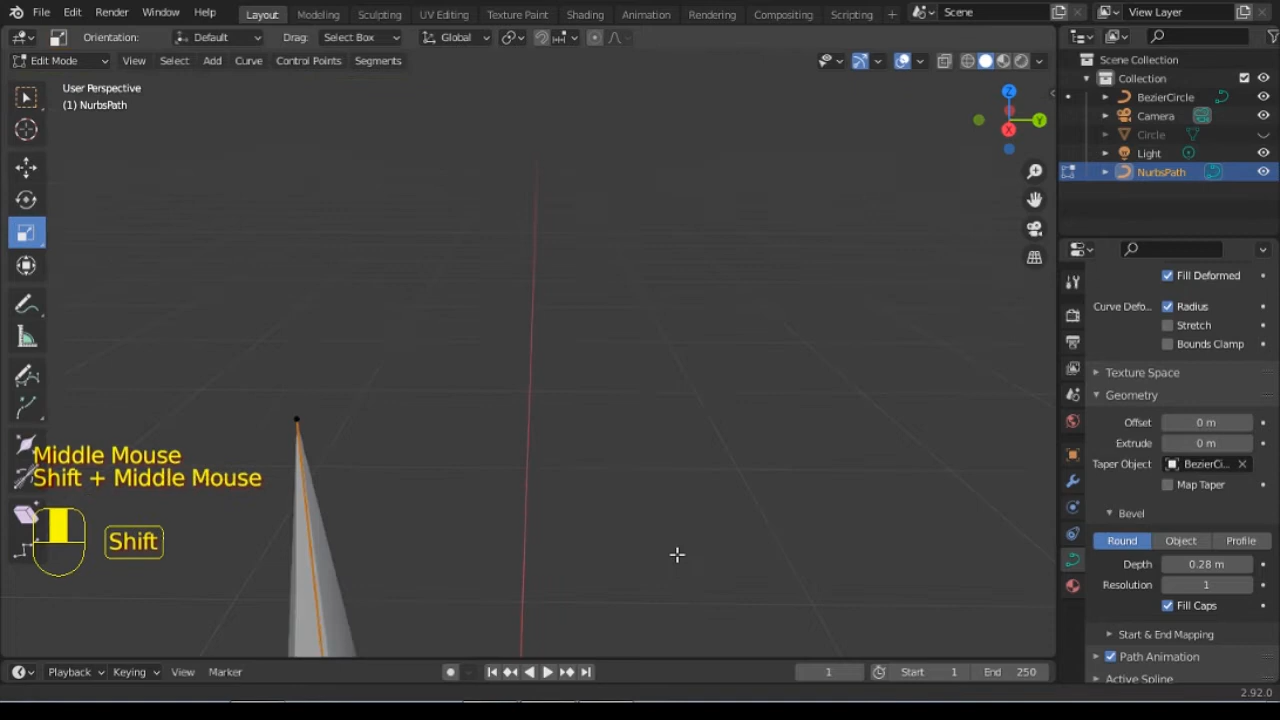 File Edit Render Window Help Layout Modeling Sculpting UV Editing Texture Paint Shading Animation Rendering Compositing Scripting + Scene View Layer
Orientation: Default Drag: Select Box Global
Edit Mode View Select Add Curve Control Points Segments
User Perspective
(1) NurbsPath
Z
Y
X
Scene Collection
Collection
BezierCircle
Camera
Circle
Light
NurbsPath
Fill Deformed
Curve Defo... Radius
Stretch
Bounds Clamp
Texture Space
Geometry
Offset 0 m
Extrude 0 m
Taper Object BezierCi...
Map Taper
Bevel
Round Object Profile
Depth 0.28 m
Resolution 1
Fill Caps
Start & End Mapping
Path Animation
Active Spline
Middle Mouse
Shift + Middle Mouse
Shift
Playback Keying View Marker 1 Start 1 End 250
2.92.0